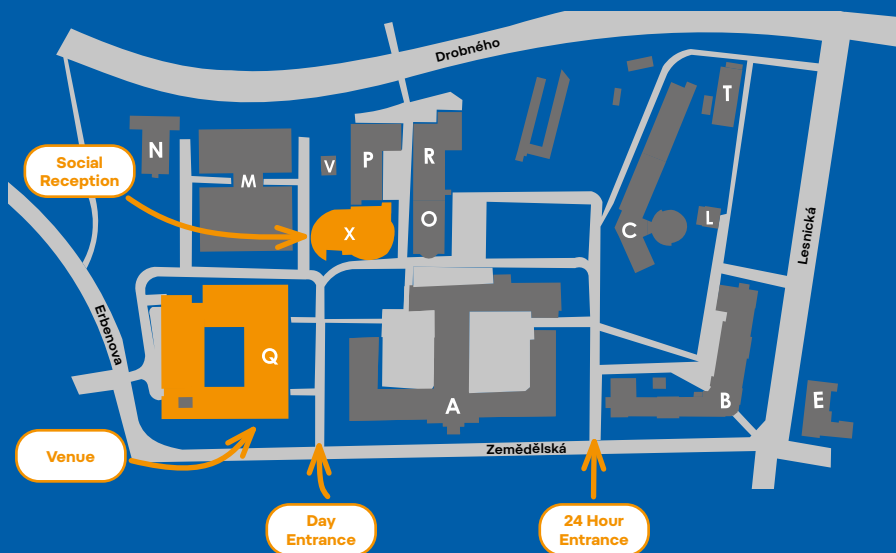 Drobného
T
N
Social
Reception
M
V
P
R
X
O
C
L
Lesnická
Erbenova
Q
A
B
E
Venue
Zemědělská
Day
Entrance
24 Hour
Entrance